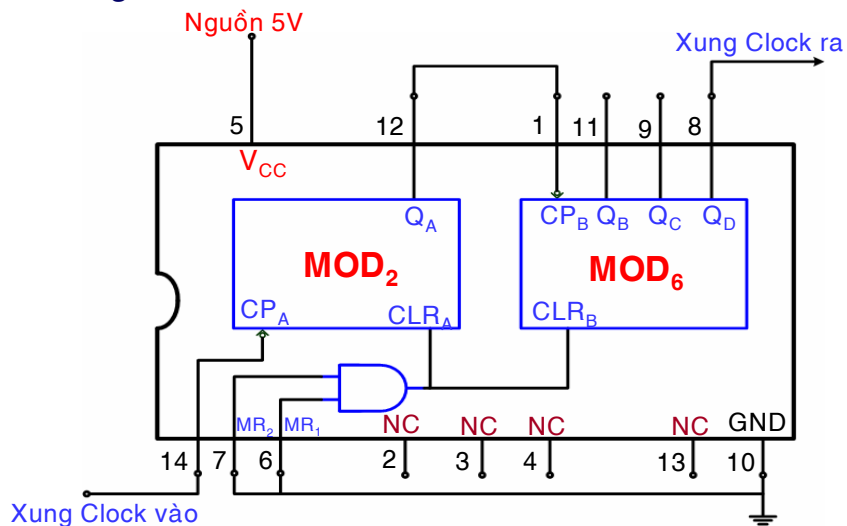 Nguồn 5V
Xung Clock ra
5 12 1 11 9 8
VCC
QA CPB QB QC QD
MOD2 MOD6
CPA CLRA CLRB
MR2 MR1 NC NC NC NC GND
14 7 6 2 3 4 13 10
Xung Clock vào